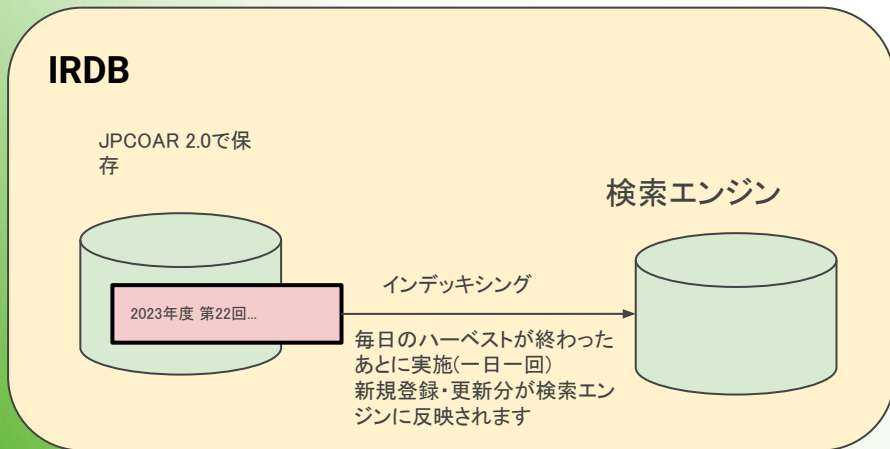 IRDB
JPCOAR 2.0で保
存
検索エンジン
インデッキシング
2023年度 第22回...
毎日のハーベストが終わった
あとに実施(一日一回)
新規登録・更新分が検索エン
ジンに反映されます